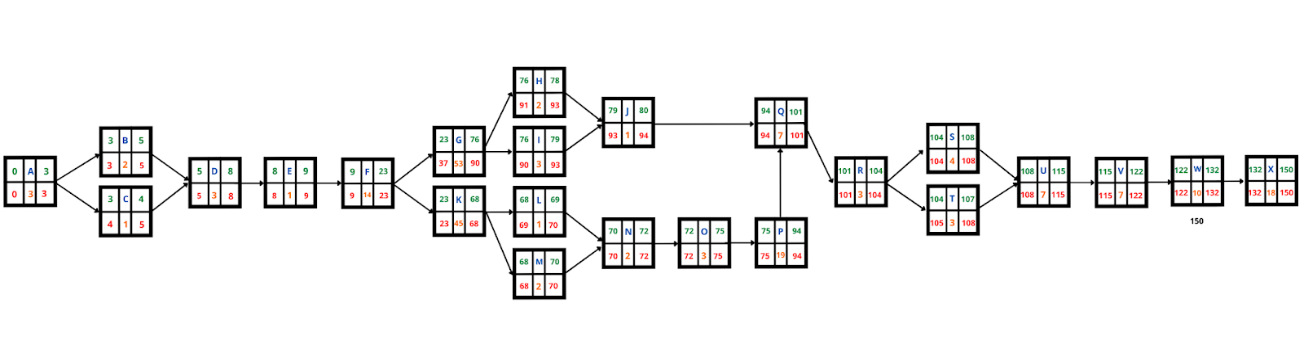 0 A 3
0 3 3
3 B 5
3 2 5
3 C 4
4 1 5
5 D 8
5 3 8
8 E 9
8 1 9
9 F 23
9 14 23
23 G 76
37 53 90
23 K 68
23 45 68
76 H 78
91 2 93
76 I 79
90 3 93
68 L 69
69 1 70
68 M 70
68 2 70
79 J 80
93 1 94
70 N 72
70 2 72
72 O 75
72 3 75
94 Q 101
94 7 101
75 P 94
75 19 94
101 R 104
101 3 104
104 S 108
104 4 108
104 T 107
105 3 108
108 U 115
108 7 115
115 V 122
115 7 122
122 W 132
122 10 132
132 X 150
132 18 150
150